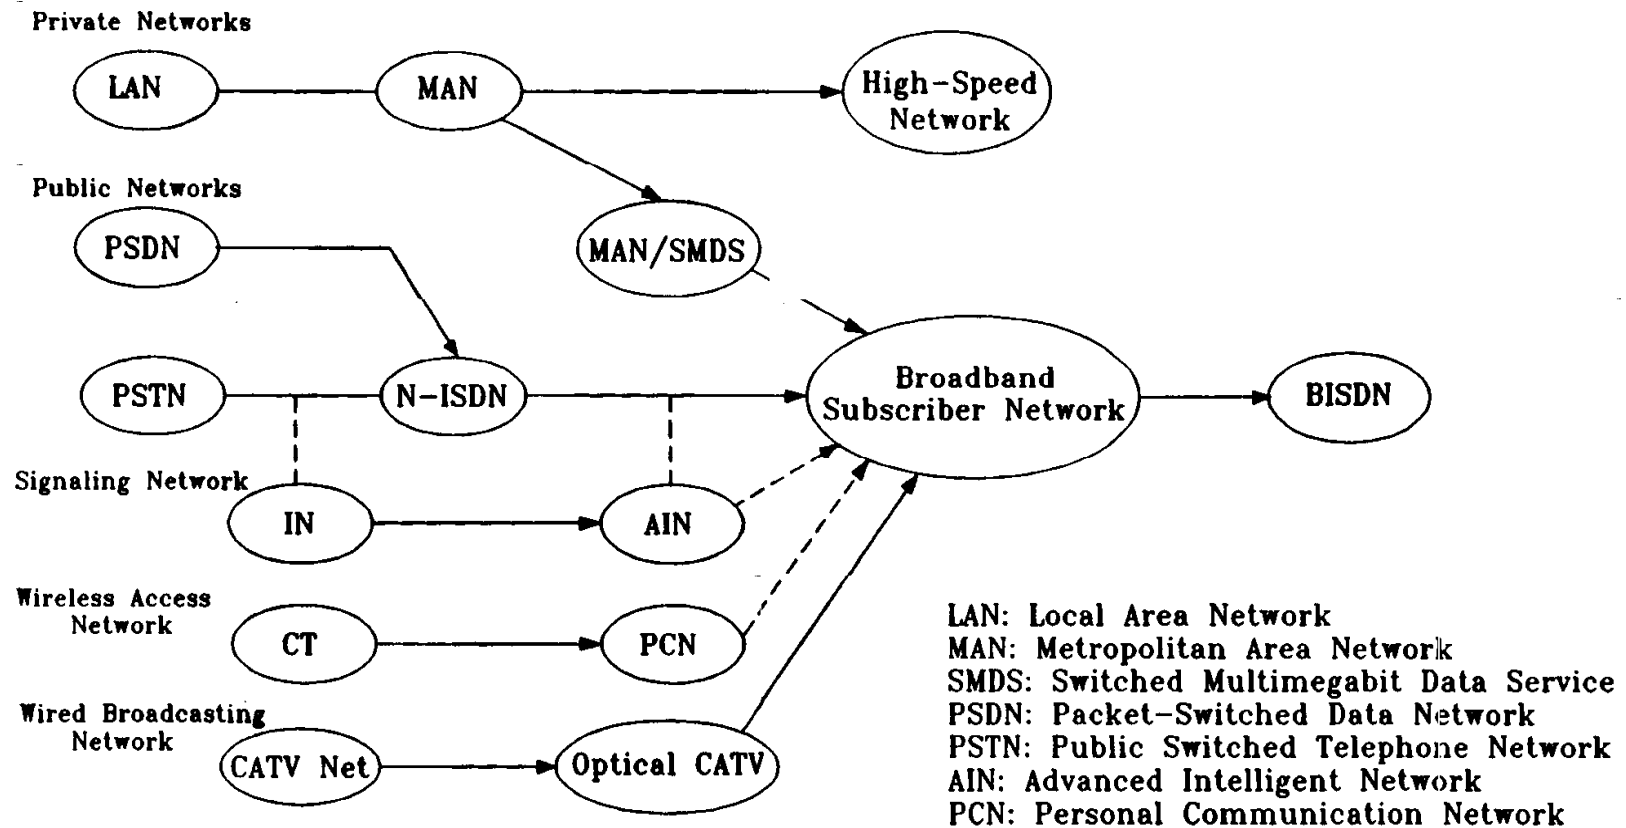 Private Networks
LAN
MAN
High-Speed
Network
Public Networks
PSDN
MAN/SMDS
PSTN
N-ISDN
Broadband
Subscriber Network
BISDN
Signaling Network
IN
AIN
Wireless Access
Network
CT
PCN
Wired Broadcasting
Network
CATV Net
Optical CATV
LAN: Local Area Network
MAN: Metropolitan Area Network
SMDS: Switched Multimegabit Data Service
PSDN: Packet-Switched Data Network
PSTN: Public Switched Telephone Network
AIN: Advanced Intelligent Network
PCN: Personal Communication Network